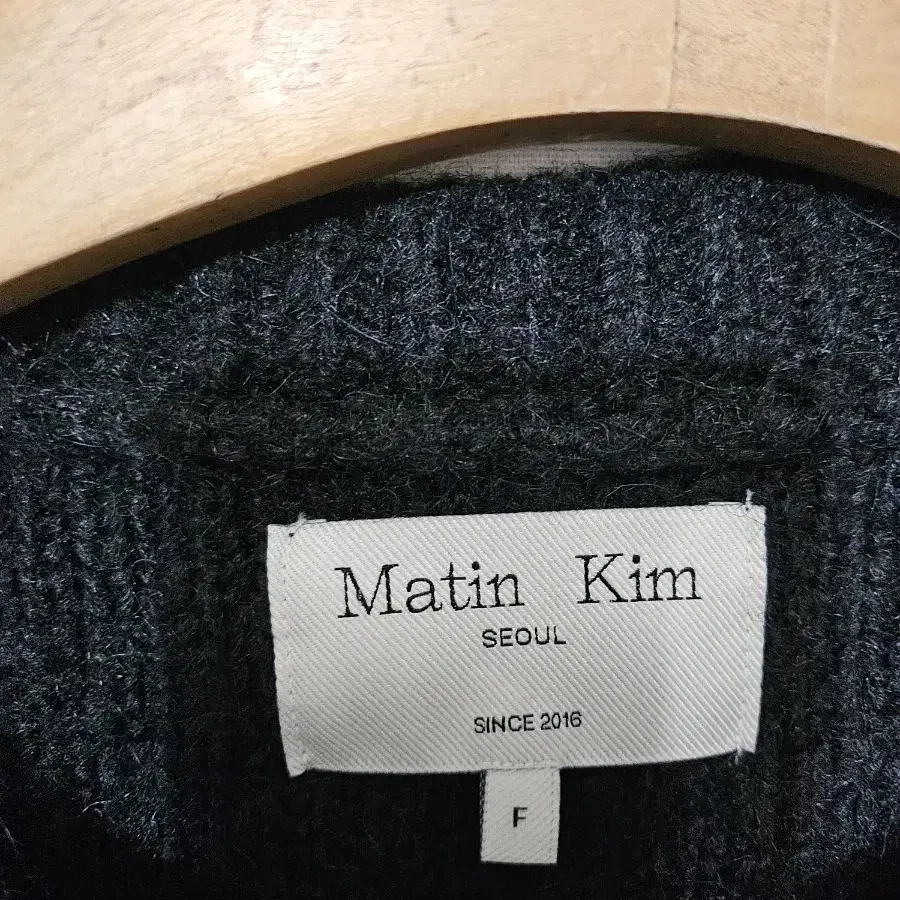 Matin Kim
SEOUL
SINCE 2016
F